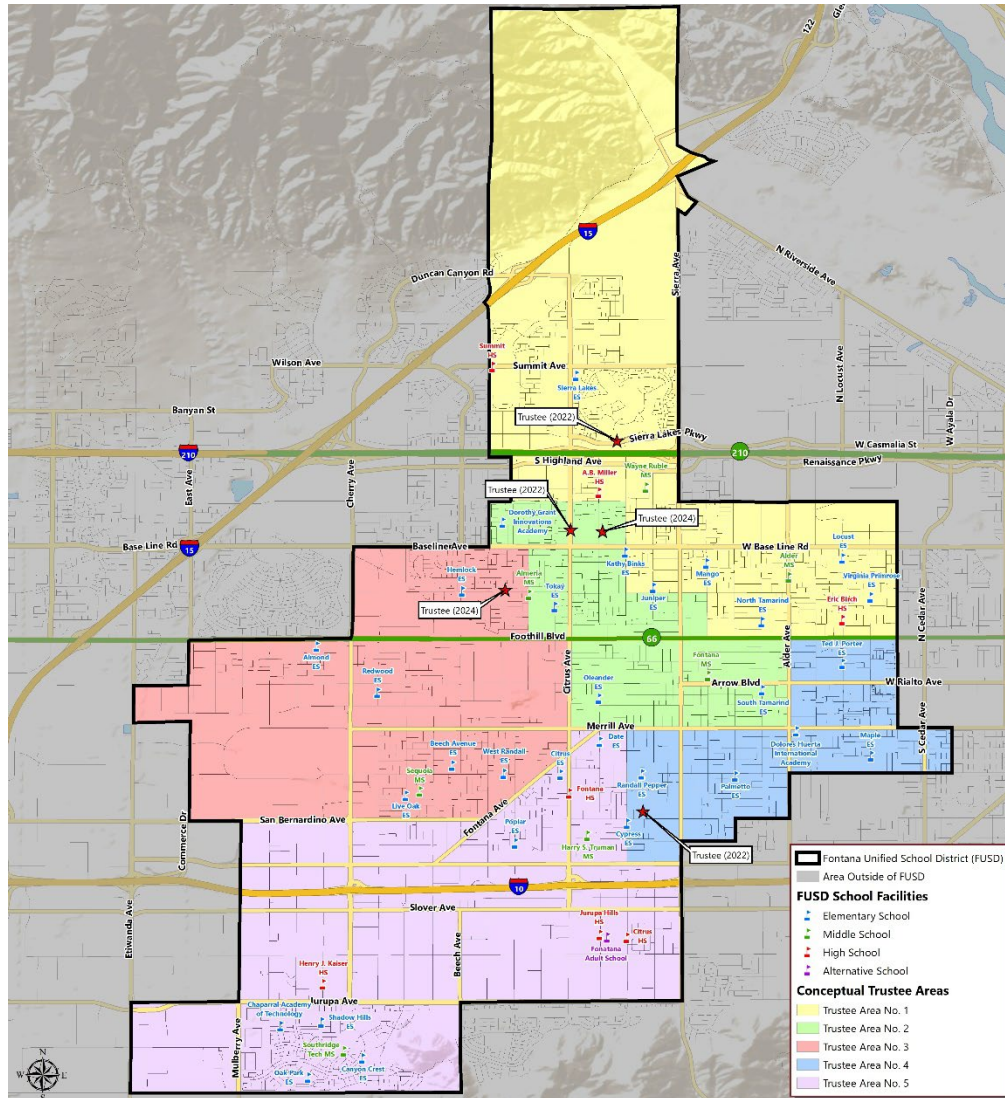 122
15
Duncan Canyon Rd
Sierra Ave
N Riverside Ave
Wilson Ave
Summit
HS
Summit Ave
Sierra Lakes
ES
N Locust Ave
Banyan St
Trustee (2022)
Sierra Lakes Pkwy
W Casmalia St
N Ayala Dr
210
210
Renaissance Pkwy
East Ave
Cherry Ave
S Highland Ave
A.B. Miller
HS
Wayne Ruble
MS
Trustee (2022)
Trustee (2024)
Dorothy Grant
Innovations
Academy
Base Line Rd
15
Baseline Ave
W Base Line Rd
Locust
ES
Hemlock
ES
Almeria
MS
Tokay
ES
Kathy Binks
ES
Mango
ES
Alder
MS
Virginia Primrose
ES
Juniper
ES
North Tamarind
ES
Eric Birch
HS
N Cedar Ave
Trustee (2024)
Foothill Blvd
66
Alder Ave
Almond
ES
Redwood
ES
Citrus Ave
Fontana
MS
Ted J. Porter
ES
Oleander
ES
Arrow Blvd
W Rialto Ave
South Tamarind
ES
Merrill Ave
Date
ES
Dolores Huerta
International
Academy
Maple
ES
S Cedar Ave
Beech Avenue
ES
West Randall
ES
Citrus
ES
Sequoia
MS
Live Oak
ES
Fontana
HS
Randall Pepper
ES
Palmetto
ES
San Bernardino Ave
Fontana Ave
Poplar
ES
Harry S. Truman
MS
Cypress
ES
Trustee (2022)
Commerce Dr
10
Slover Ave
Etiwanda Ave
Beech Ave
Jurupa Hills
HS
Citrus
HS
Fonatana
Adult School
Henry J. Kaiser
HS
Jurupa Ave
Chaparral Academy
of Technology
Shadow Hills
ES
Mulberry Ave
Southridge
Tech MS
Oak Park
ES
Canyon Crest
ES
N
W
E
S
Fontana Unified School District (FUSD)
Area Outside of FUSD
FUSD School Facilities
Elementary School
Middle School
High School
Alternative School
Conceptual Trustee Areas
Trustee Area No. 1
Trustee Area No. 2
Trustee Area No. 3
Trustee Area No. 4
Trustee Area No. 5